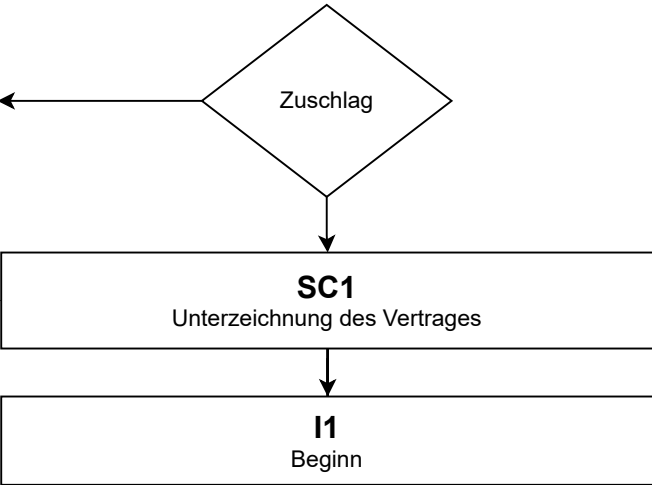 Zuschlag
SC1
Unterzeichnung des Vertrages
I1
Beginn